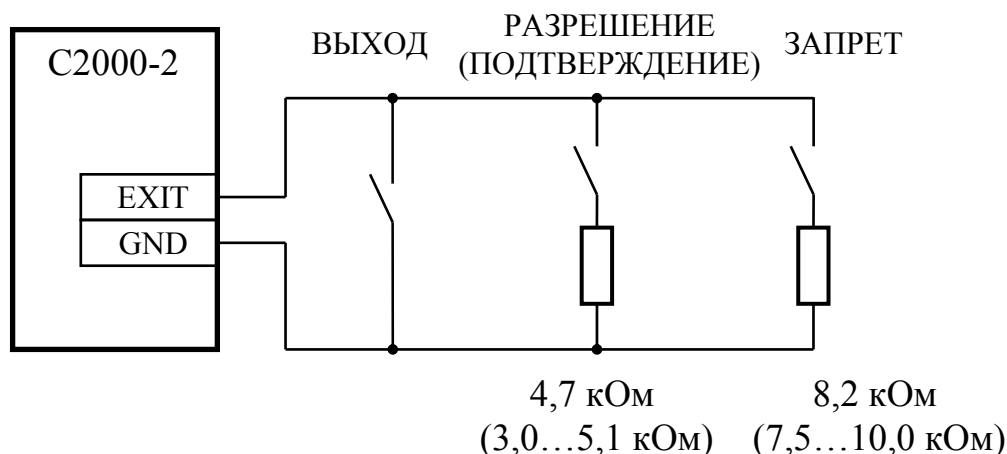 С2000-2
ВЫХОД
РАЗРЕШЕНИЕ
(ПОДТВЕРЖДЕНИЕ)
ЗАПРЕТ
EXIT
GND
4,7 кОм
(3,0...5,1 кОм)
8,2 кОм
(7,5...10,0 кОм)